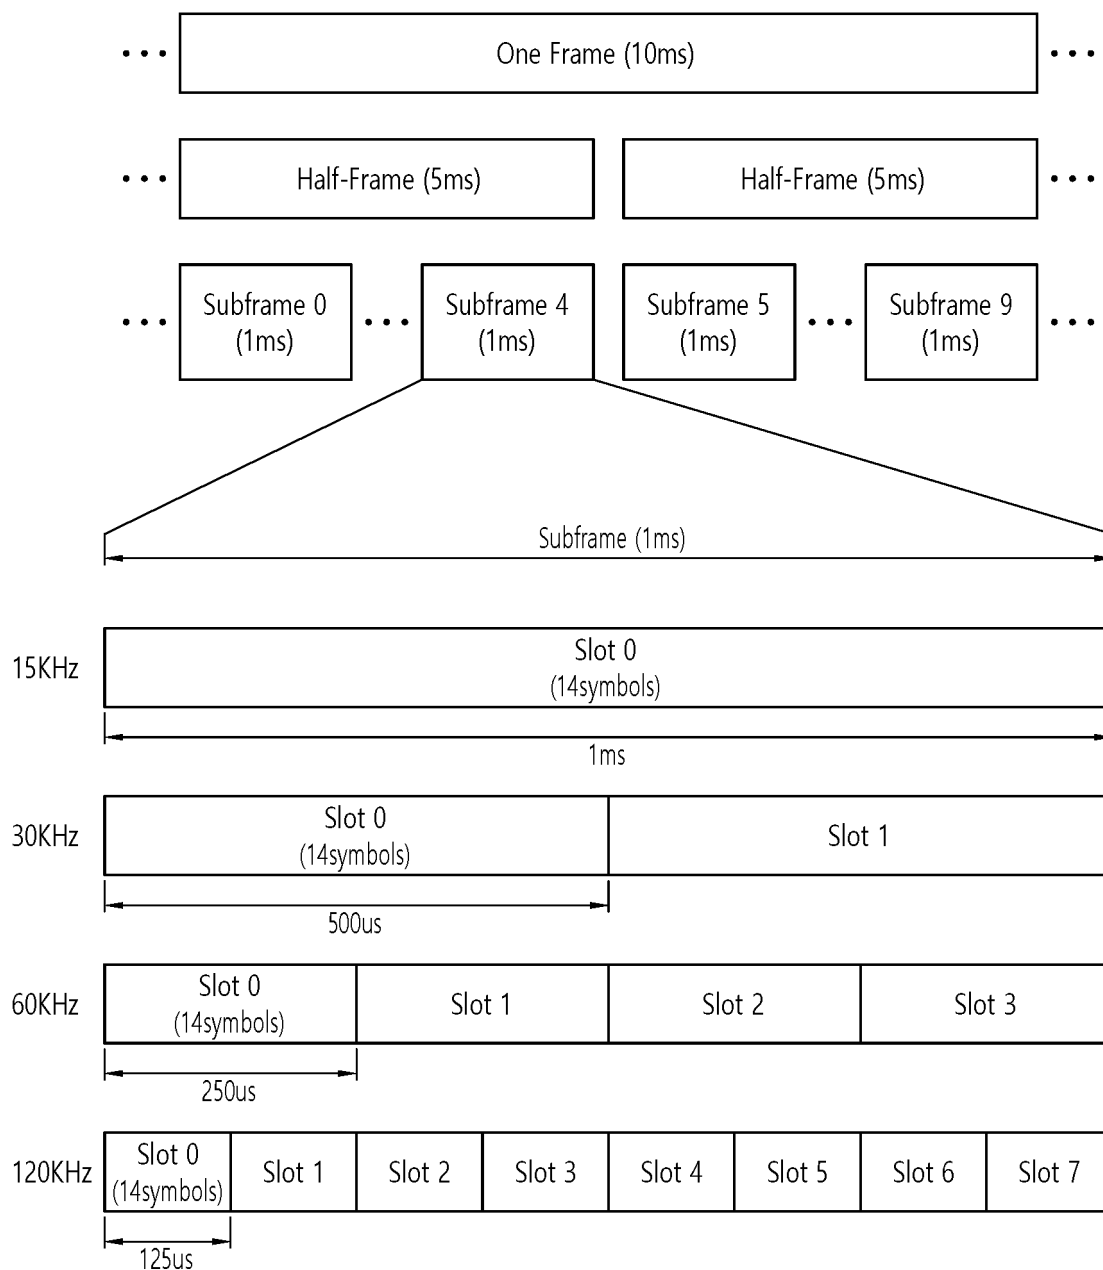 One Frame (10ms)
Half-Frame (5ms)
Half-Frame (5ms)
Subframe 0
(1ms)
Subframe 4
(1ms)
Subframe 5
(1ms)
Subframe 9
(1ms)
Subframe (1ms)
15KHz
Slot 0
(14symbols)
1ms
30KHz
Slot 0
(14symbols)
Slot 1
500us
60KHz
Slot 0
(14symbols)
Slot 1
Slot 2
Slot 3
250us
120KHz
Slot 0
(14symbols)
Slot 1
Slot 2
Slot 3
Slot 4
Slot 5
Slot 6
Slot 7
125us